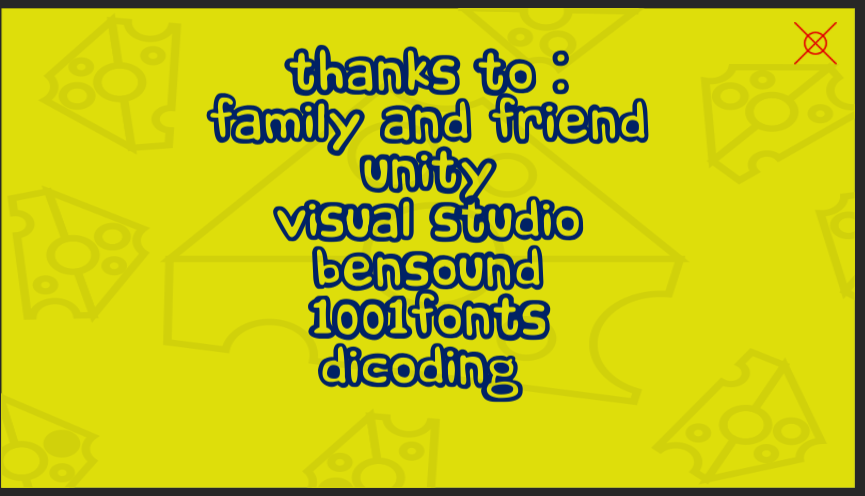 thanks to :
family and friend
unity
visual studio
bensound
1001fonts
dicoding